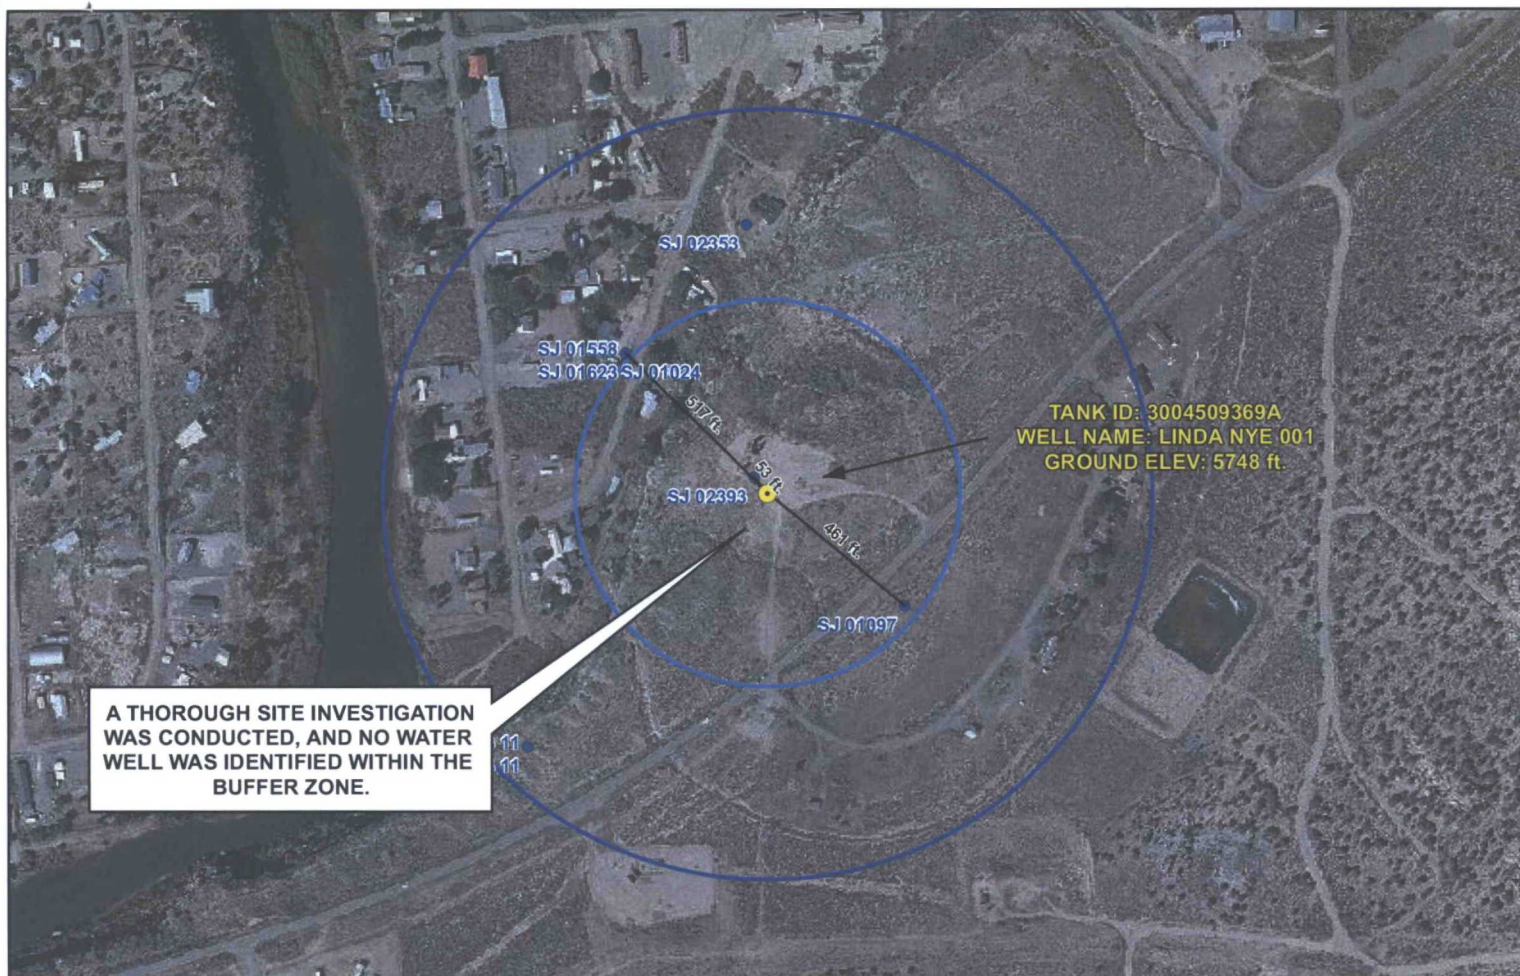 SJ 02353
SJ 01558
SJ 01623 SJ 01024
517 ft.
TANK ID: 3004509369A
WELL NAME: LINDA NYE 001
GROUND ELEV: 5748 ft.
53 ft.
SJ 02393
461 ft.
SJ 01097
A THOROUGH SITE INVESTIGATION
WAS CONDUCTED, AND NO WATER
WELL WAS IDENTIFIED WITHIN THE
BUFFER ZONE.
11
11